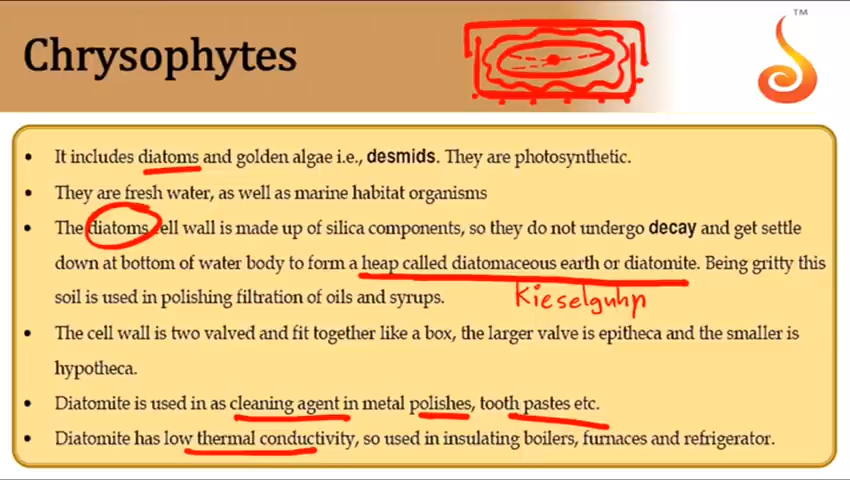 Chrysophytes
TM
• It includes diatoms and golden algae i.e., desmids. They are photosynthetic.
• They are fresh water, as well as marine habitat organisms
• The diatoms cell wall is made up of silica components, so they do not undergo decay and get settle
down at bottom of water body to form a heap called diatomaceous earth or diatomite. Being gritty this
soil is used in polishing filtration of oils and syrups.
Kieselguhr
• The cell wall is two valved and fit together like a box, the larger valve is epitheca and the smaller is
hypotheca.
• Diatomite is used in as cleaning agent in metal polishes, tooth pastes etc.
• Diatomite has low thermal conductivity, so used in insulating boilers, furnaces and refrigerator.